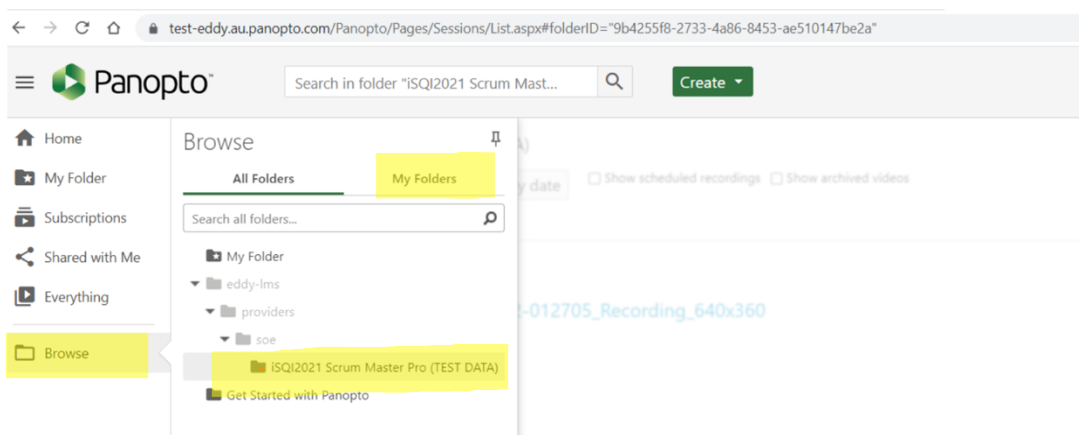 test-eddy.au.panopto.com/Panopto/Pages/Sessions/List.aspx#folderID="9b4255f8-2733-4a86-8453-ae510147be2a"
Panopto™
Search in folder "iSQI2021 Scrum Mast...
Create
Home
My Folder
Subscriptions
Shared with Me
Everything
Browse
Browse
All Folders
My Folders
Search all folders...
My Folder
eddy-lms
providers
soe
iSQI2021 Scrum Master Pro (TEST DATA)
Get Started with Panopto
A)
y date
Show scheduled recordings
Show archived videos
-012705_Recording_640x360